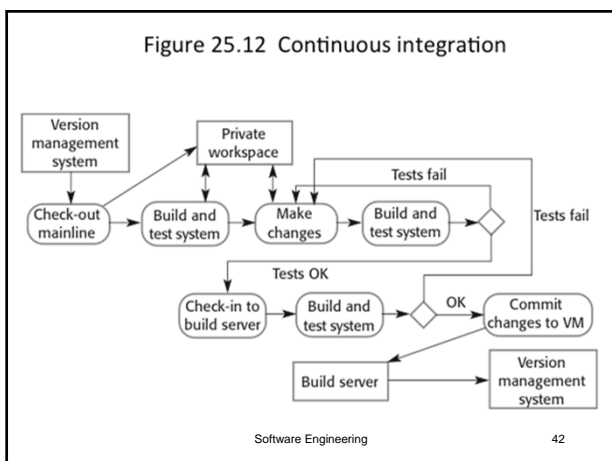 Figure 25.12 Continuous integration
Version
management
system
Private
workspace
Tests fail
Check-out
mainline
Build and
test system
Make
changes
Build and
test system
Tests fail
Tests OK
Check-in to
build server
Build and
test system
OK
Commit
changes to VM
Build server
Version
management
system
Software Engineering
42